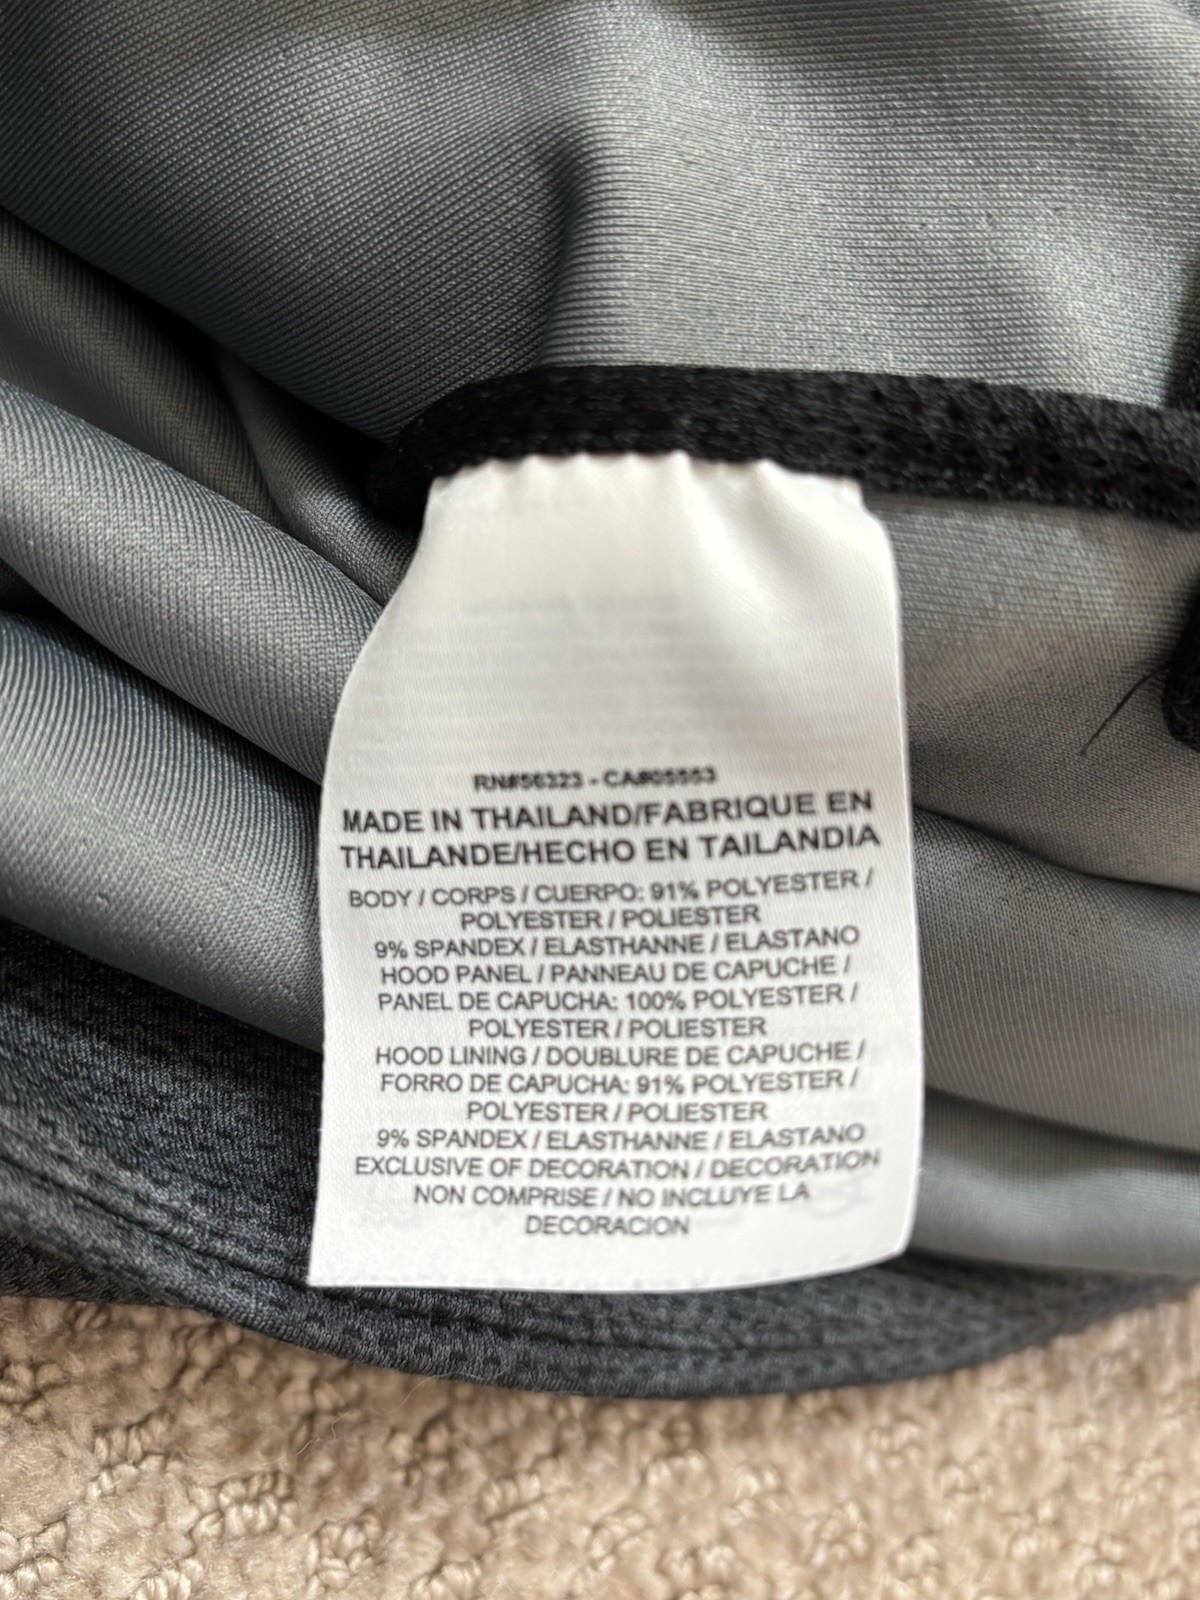 RN#56323 - CA#05553
MADE IN THAILAND/FABRIQUE EN
THAILANDE/HECHO EN TAILANDIA
BODY / CORPS / CUERPO: 91% POLYESTER /
POLYESTER / POLIESTER
9% SPANDEX / ELASTHANNE / ELASTANO
HOOD PANEL / PANNEAU DE CAPUCHE /
PANEL DE CAPUCHA: 100% POLYESTER /
POLYESTER / POLIESTER
HOOD LINING / DOUBLURE DE CAPUCHE /
FORRO DE CAPUCHA: 91% POLYESTER /
POLYESTER / POLIESTER
9% SPANDEX / ELASTHANNE / ELASTANO
EXCLUSIVE OF DECORATION / DECORATION
NON COMPRISE / NO INCLUYE LA
DECORACION